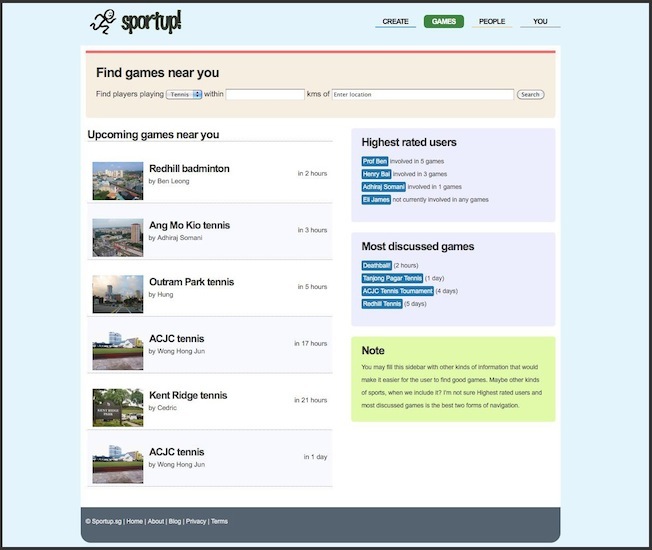 sportup!
CREATE GAMES PEOPLE YOU
Find games near you
Find players playing Tennis within kms of Enter location Search
Upcoming games near you
Redhill badminton
by Ben Leong
in 2 hours
Ang Mo Kio tennis
by Adhiraj Somani
in 3 hours
Outram Park tennis
by Hung
in 5 hours
ACJC tennis
by Wong Hong Jun
in 17 hours
KENT RIDGE
PARK
Kent Ridge tennis
by Cedric
in 21 hours
ACJC tennis
by Wong Hong Jun
in 1 day
Highest rated users
Prof Ben involved in 5 games
Henry Bai involved in 3 games
Adhiraj Somani involved in 1 games
Eli James not currently involved in any games
Most discussed games
Deathball! (2 hours)
Tanjong Pagar Tennis (1 day)
ACJC Tennis Tournament (4 days)
Redhill Tennis (5 days)
Note
You may fill this sidebar with other kinds of information that would
make it easier for the user to find good games. Maybe other kinds
of sports, when we include it? I'm not sure Highest rated users and
most discussed games is the best two forms of navigation.
© Sportup.sg | Home | About | Blog | Privacy | Terms